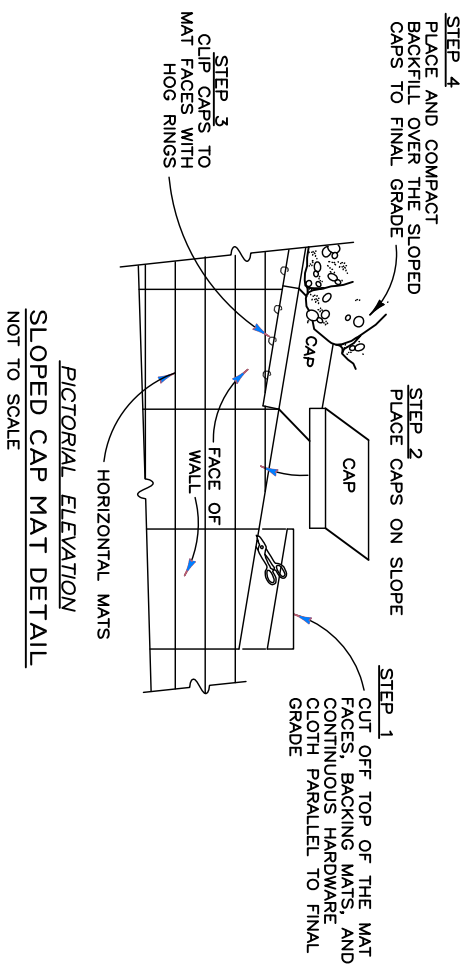 STEP 4
PLACE AND COMPACT
BACKFILL OVER THE SLOPED
CAPS TO FINAL GRADE
STEP 2
PLACE CAPS ON SLOPE
STEP 1
CUT OFF TOP OF THE MAT
FACES, BACKING MATS, AND
CONTINUOUS HARDWARE
CLOTH PARALLEL TO FINAL
GRADE
CAP
CAP
STEP 3
CLIP CAPS TO
MAT FACES WITH
HOG RINGS
FACE OF
WALL
HORIZONTAL MATS
PICTORIAL ELEVATION
SLOPED CAP MAT DETAIL
NOT TO SCALE